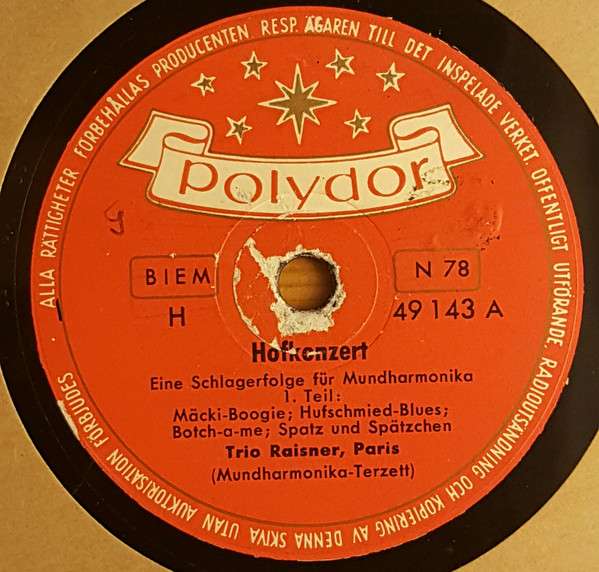 ALLA RÄTTIGHETER FÖRBEHÅLLAS PRODUCENTEN RESP. ÄGAREN TILL DET INSPELADE VERKET. OFFENTLIGT UTFÖRANDE, RADIOUTSÄNDNING OCH KOPIERING AV DENNA SKIVA UTAN AUKTORISATION FÖRBJUDES
Polydor
BIEM N 78
H 49 143 A
Hofkonzert
Eine Schlagerfolge für Mundharmonika
1. Teil:
Mäcki-Boogie; Hufschmied-Blues;
Botch-a-me; Spatz und Spätzchen
Trio Raisner, Paris
(Mundharmonika-Terzett)